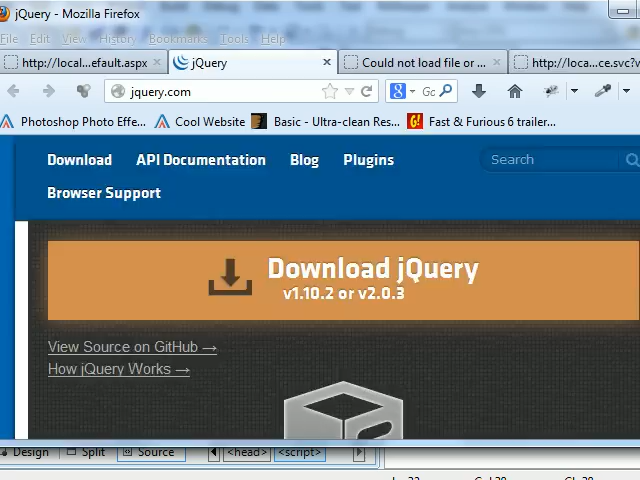 jQuery - Mozilla Firefox
File Edit View History Bookmarks Tools Help
http://local...efault.aspx × jQuery × Could not load file or ... × http://loca...ce.svc?v
jquery.com
Photoshop Photo Effe... Cool Website Basic - Ultra-clean Res... G! Fast & Furious 6 trailer...
Download API Documentation Blog Plugins Search
Browser Support
Download jQuery
v1.10.2 or v2.0.3
View Source on GitHub →
How jQuery Works →
Design Split Source <head> <script>